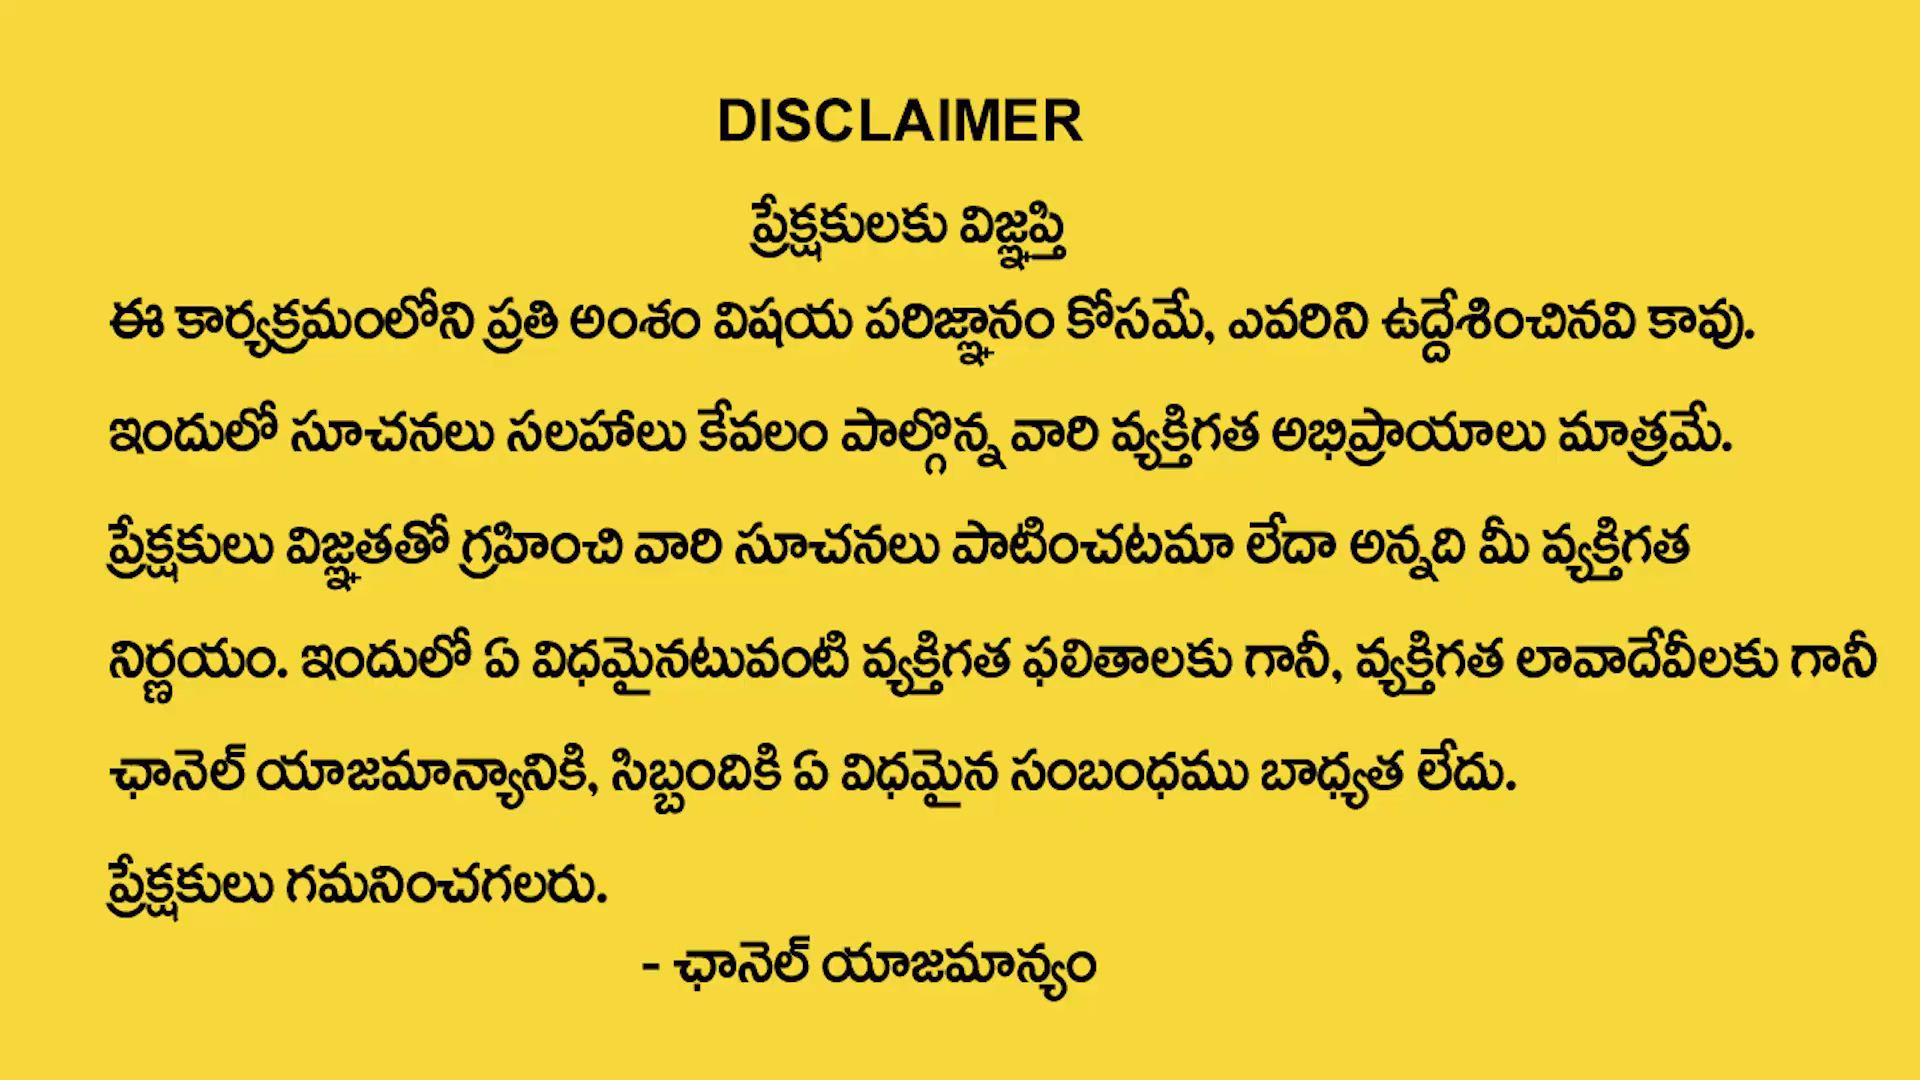 DISCLAIMER
ప్రేక్షకులకు విజ్ఞప్తి
ఈ కార్యక్రమంలోని ప్రతి అంశం విషయ పరిజ్ఞానం కోసమే, ఎవరిని ఉద్దేశించినవి కావు.
ఇందులో సూచనలు సలహాలు కేవలం పాల్గొన్న వారి వ్యక్తిగత అభిప్రాయాలు మాత్రమే.
ప్రేక్షకులు విజ్ఞతతో గ్రహించి వారి సూచనలు పాటించటమా లేదా అన్నది మీ వ్యక్తిగత
నిర్ణయం. ఇందులో ఏ విధమైనటువంటి వ్యక్తిగత ఫలితాలకు గానీ, వ్యక్తిగత లావాదేవీలకు గానీ
ఛానెల్ యాజమాన్యానికి, సిబ్బందికి ఏ విధమైన సంబంధము బాధ్యత లేదు.
ప్రేక్షకులు గమనించగలరు.
- ఛానెల్ యాజమాన్యం